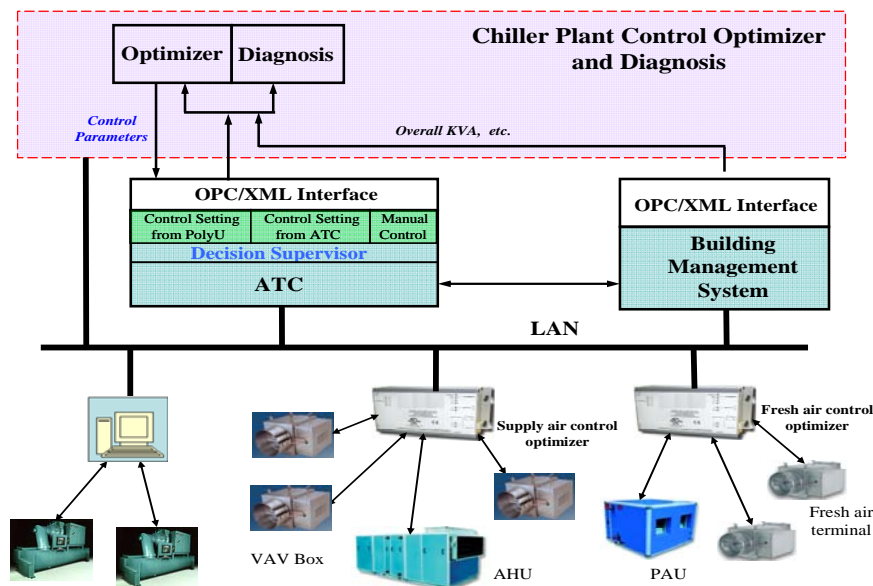 Chiller Plant Control Optimizer
and Diagnosis
Optimizer
Diagnosis
Control
Parameters
Overall KVA, etc.
OPC/XML Interface
Control Setting
from PolyU
Control Setting
from ATC
Manual
Control
Decision Supervisor
ATC
OPC/XML Interface
Building
Management
System
LAN
Supply air control
optimizer
Fresh air control
optimizer
VAV Box
AHU
PAU
Fresh air
terminal